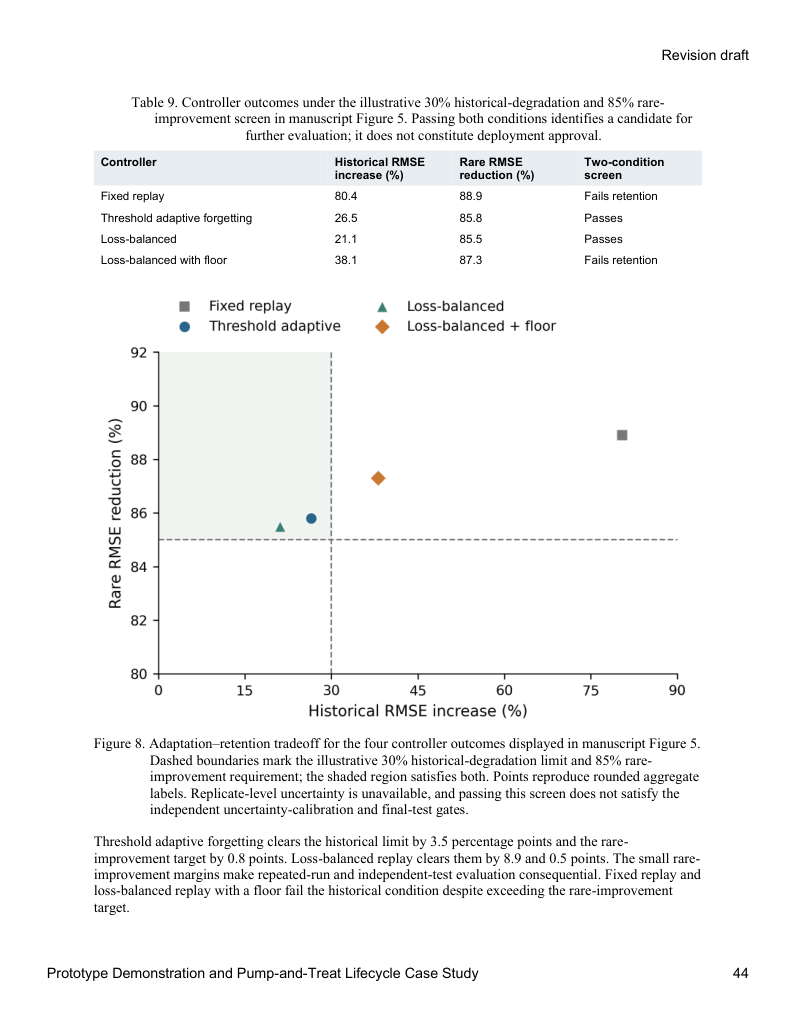 Revision draft
Table 9. Controller outcomes under the illustrative 30% historical-degradation and 85% rare-
improvement screen in manuscript Figure 5. Passing both conditions identifies a candidate for
further evaluation; it does not constitute deployment approval.
Controller Historical RMSE increase (%) Rare RMSE reduction (%) Two-condition screen
Fixed replay 80.4 88.9 Fails retention
Threshold adaptive forgetting 26.5 85.8 Passes
Loss-balanced 21.1 85.5 Passes
Loss-balanced with floor 38.1 87.3 Fails retention
Fixed replay Loss-balanced
Threshold adaptive Loss-balanced + floor
92
90
88
86
84
82
80
Rare RMSE reduction (%)
0 15 30 45 60 75 90
Historical RMSE increase (%)
Figure 8. Adaptation–retention tradeoff for the four controller outcomes displayed in manuscript Figure 5.
Dashed boundaries mark the illustrative 30% historical-degradation limit and 85% rare-
improvement requirement; the shaded region satisfies both. Points reproduce rounded aggregate
labels. Replicate-level uncertainty is unavailable, and passing this screen does not satisfy the
independent uncertainty-calibration and final-test gates.
Threshold adaptive forgetting clears the historical limit by 3.5 percentage points and the rare-
improvement target by 0.8 points. Loss-balanced replay clears them by 8.9 and 0.5 points. The small rare-
improvement margins make repeated-run and independent-test evaluation consequential. Fixed replay and
loss-balanced replay with a floor fail the historical condition despite exceeding the rare-improvement
target.
Prototype Demonstration and Pump-and-Treat Lifecycle Case Study 44